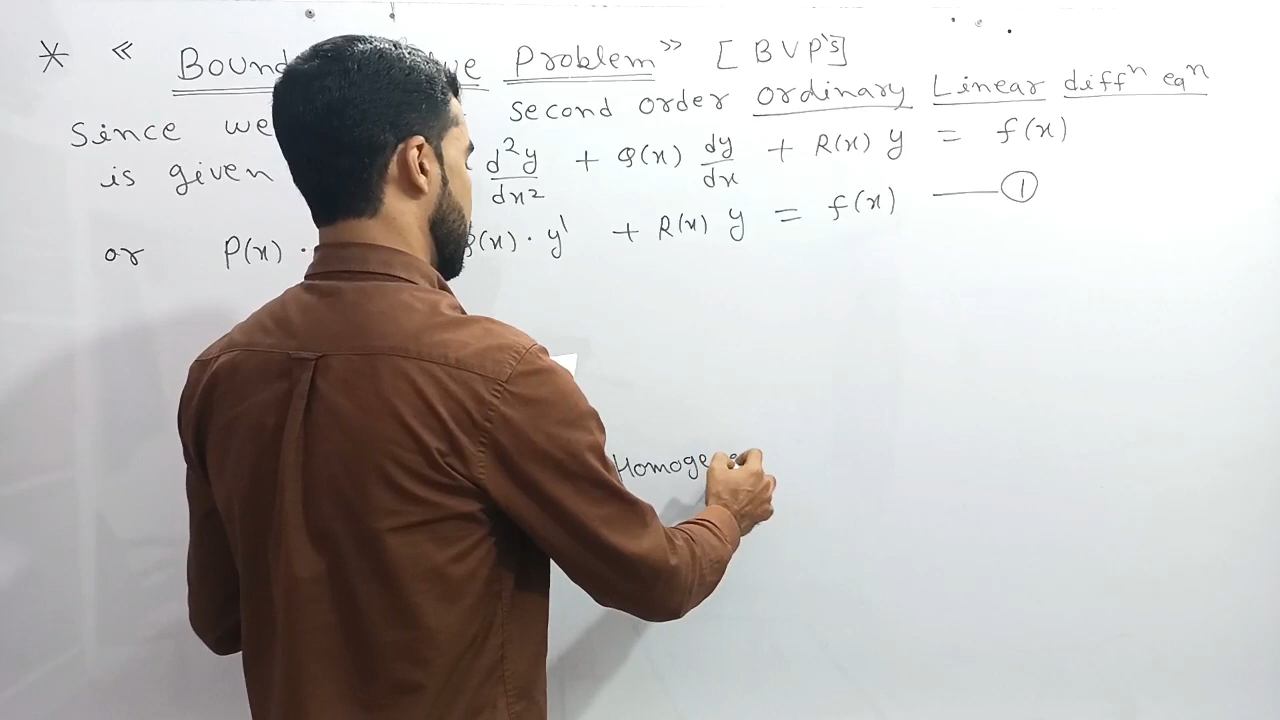 * « Bound Problem» [ BVP's]
Since we second order ordinary Linear diffⁿ eqⁿ
is given d²y/dx² + Q(x) dy/dx + R(x) y = f(x)
or P(x) · Q(x) · y' + R(x) y = f(x) —— ①
Homoge